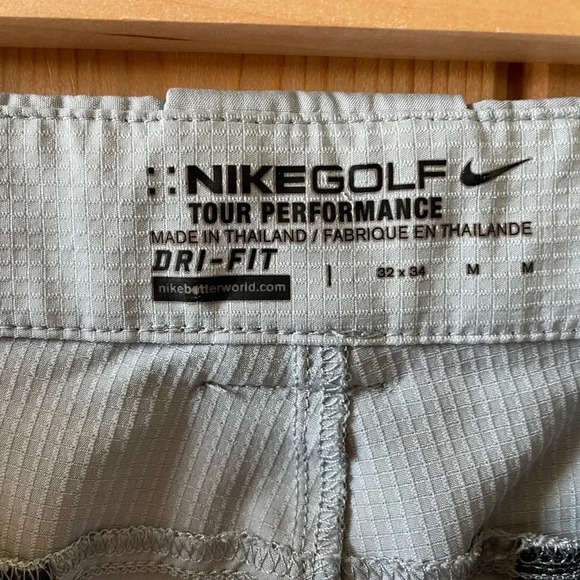 NIKEGOLF
TOUR PERFORMANCE
MADE IN THAILAND / FABRIQUE EN THAILANDE
DRI-FIT
nikebetterworld.com | 32 x 34 M M